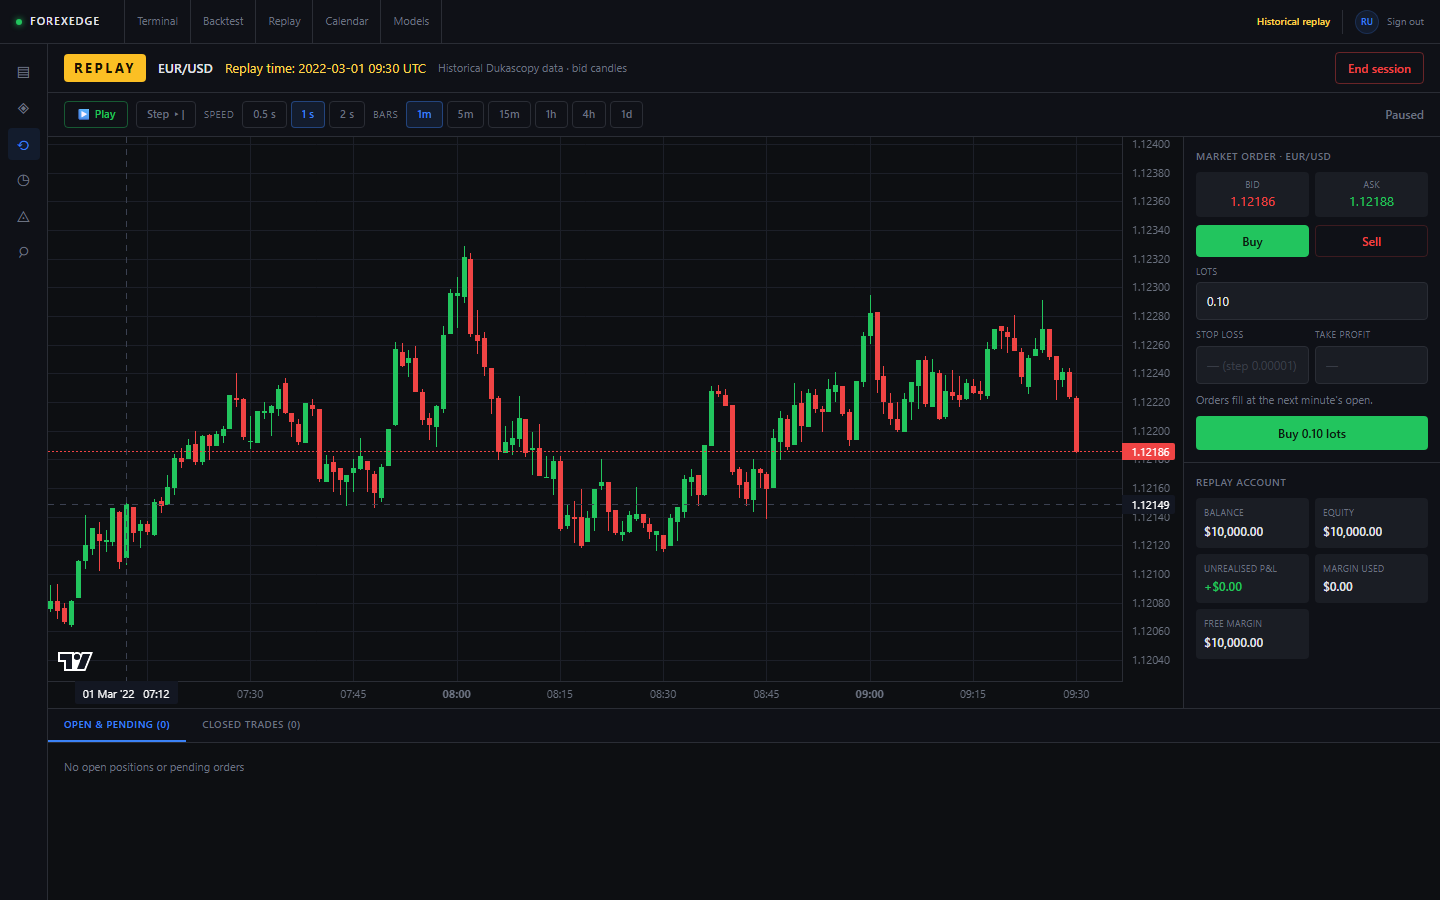 FOREXEDGE Terminal Backtest Replay Calendar Models Historical replay RU Sign out
REPLAY EUR/USD Replay time: 2022-03-01 09:30 UTC Historical Dukascopy data · bid candles End session
Play Step SPEED 0.5 s 1 s 2 s BARS 1m 5m 15m 1h 4h 1d Paused
1.12400
1.12380
1.12360
1.12340
1.12320
1.12300
1.12280
1.12260
1.12240
1.12220
1.12200
1.12186
1.12180
1.12160
1.12149
1.12140
1.12120
1.12100
1.12080
1.12060
1.12040
01 Mar '22 07:12 07:30 07:45 08:00 08:15 08:30 08:45 09:00 09:15 09:30
MARKET ORDER · EUR/USD
BID ASK
1.12186 1.12188
Buy Sell
LOTS
0.10
STOP LOSS TAKE PROFIT
— (step 0.00001) —
Orders fill at the next minute's open.
Buy 0.10 lots
REPLAY ACCOUNT
BALANCE EQUITY
$10,000.00 $10,000.00
UNREALISED P&L MARGIN USED
+$0.00 $0.00
FREE MARGIN
$10,000.00
OPEN & PENDING (0) CLOSED TRADES (0)
No open positions or pending orders